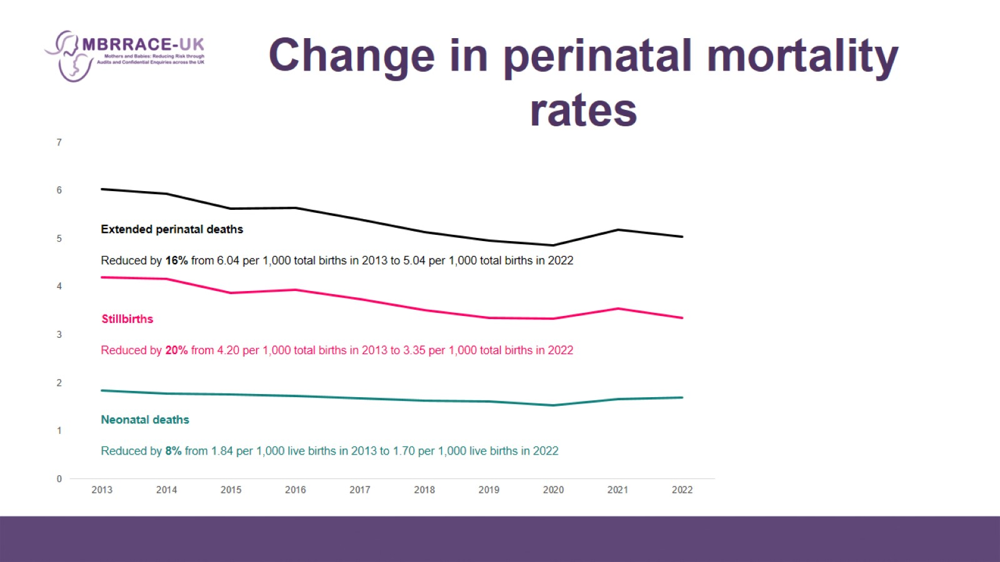 MBRRACE-UK
Mothers and Babies: Reducing Risk through
Audits and Confidential Enquiries across the UK
Change in perinatal mortality
rates
7
6
Extended perinatal deaths
5
Reduced by 16% from 6.04 per 1,000 total births in 2013 to 5.04 per 1,000 total births in 2022
4
Stillbirths
3
Reduced by 20% from 4.20 per 1,000 total births in 2013 to 3.35 per 1,000 total births in 2022
2
Neonatal deaths
1
Reduced by 8% from 1.84 per 1,000 live births in 2013 to 1.70 per 1,000 live births in 2022
0
2013 2014 2015 2016 2017 2018 2019 2020 2021 2022